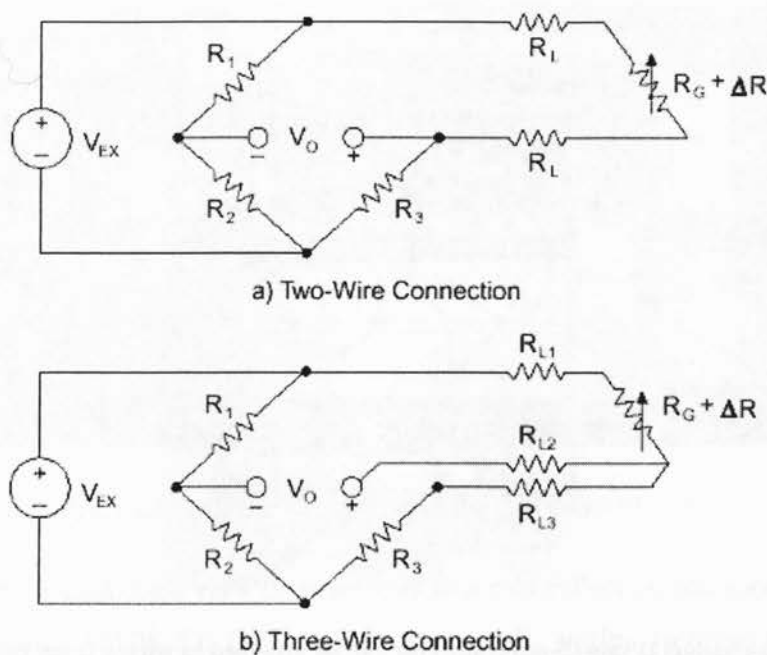 R1
RL
RG + ΔR
+
−
VEX
− VO +
RL
R2
R3
a) Two-Wire Connection
RL1
R1
RG + ΔR
RL2
+
−
VEX
− VO +
RL3
R2
R3
b) Three-Wire Connection